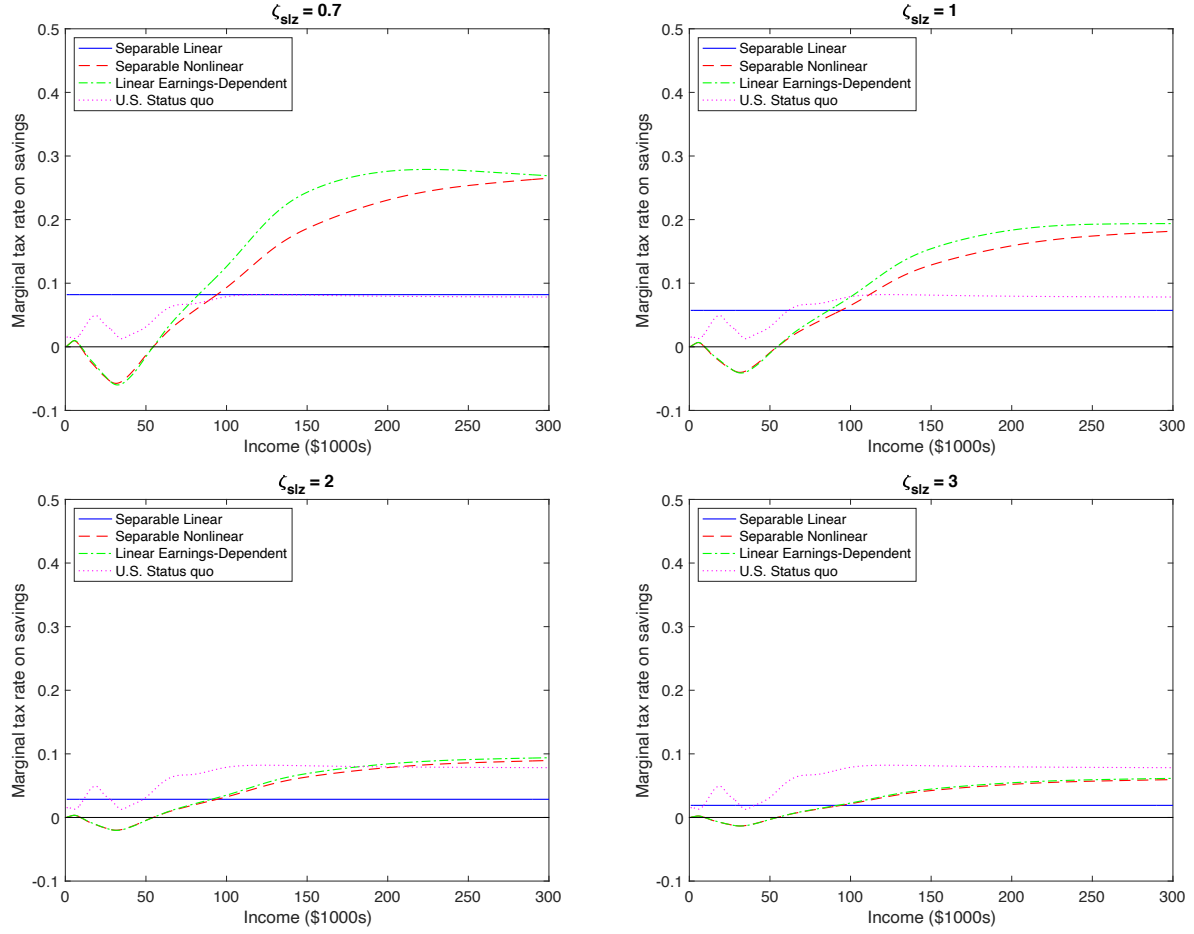 ζslz = 0.7
Separable Linear
Separable Nonlinear
Linear Earnings-Dependent
U.S. Status quo
Marginal tax rate on savings
0.5
0.4
0.3
0.2
0.1
0
-0.1
0 50 100 150 200 250 300
Income ($1000s)
ζslz = 1
Separable Linear
Separable Nonlinear
Linear Earnings-Dependent
U.S. Status quo
Marginal tax rate on savings
0.5
0.4
0.3
0.2
0.1
0
-0.1
0 50 100 150 200 250 300
Income ($1000s)
ζslz = 2
Separable Linear
Separable Nonlinear
Linear Earnings-Dependent
U.S. Status quo
Marginal tax rate on savings
0.5
0.4
0.3
0.2
0.1
0
-0.1
0 50 100 150 200 250 300
Income ($1000s)
ζslz = 3
Separable Linear
Separable Nonlinear
Linear Earnings-Dependent
U.S. Status quo
Marginal tax rate on savings
0.5
0.4
0.3
0.2
0.1
0
-0.1
0 50 100 150 200 250 300
Income ($1000s)